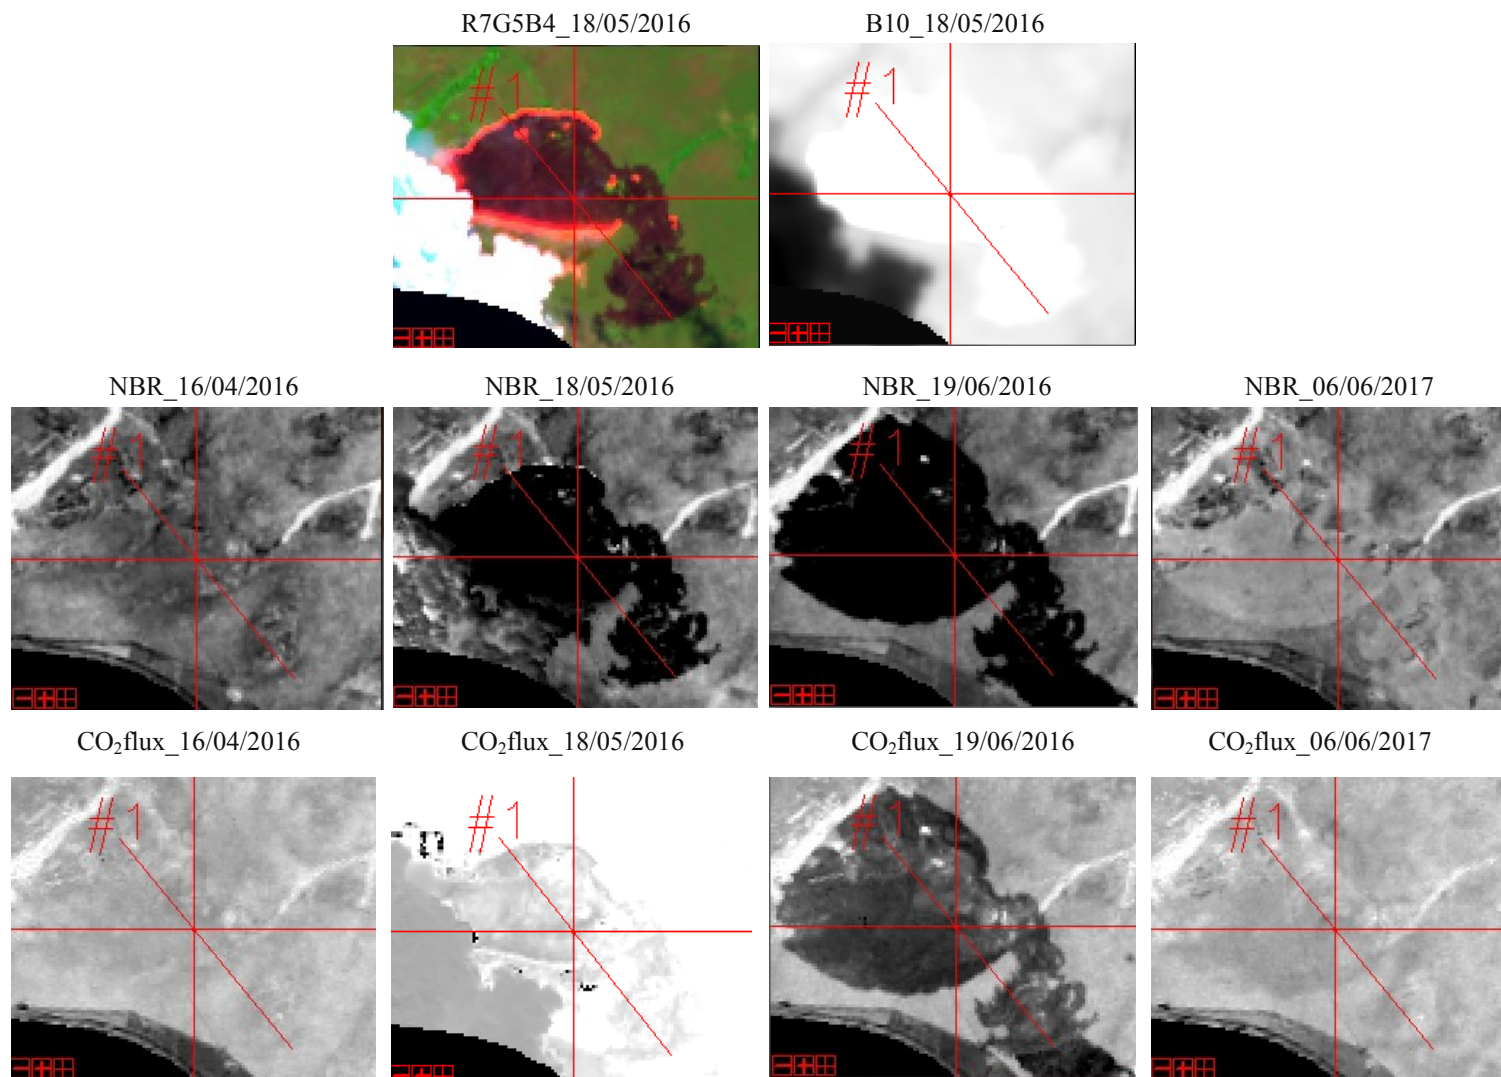 R7G5B4_18/05/2016 B10_18/05/2016
#1 #1
NBR_16/04/2016 NBR_18/05/2016 NBR_19/06/2016 NBR_06/06/2017
#1 #1 #1 #1
CO₂flux_16/04/2016 CO₂flux_18/05/2016 CO₂flux_19/06/2016 CO₂flux_06/06/2017
#1 #1 #1 #1